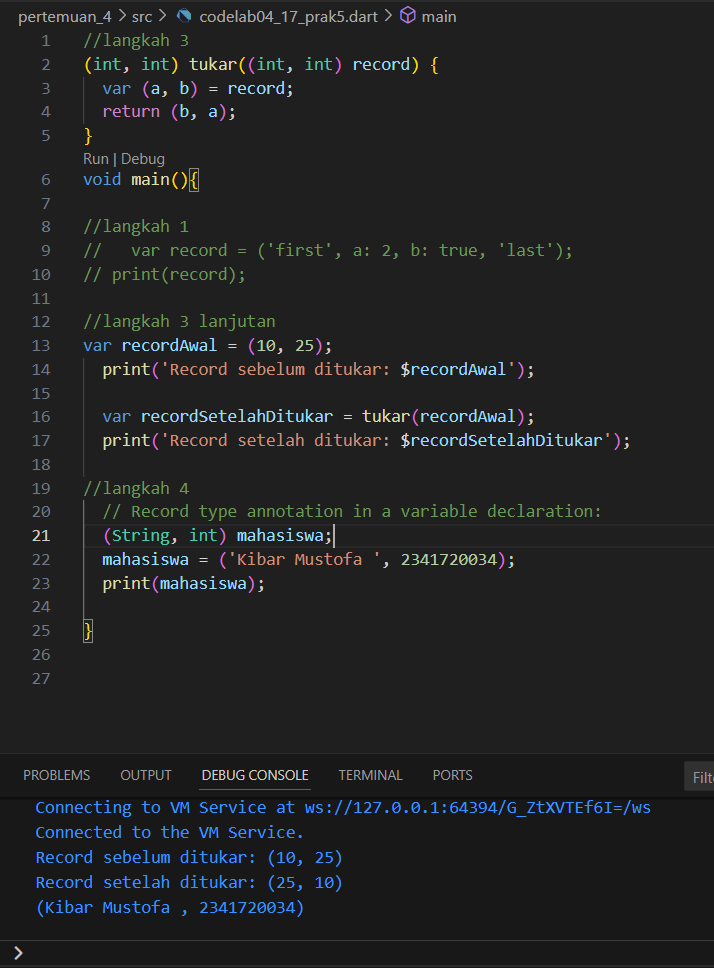 pertemuan_4 > src > codelab04_17_prak5.dart > main
1 //langkah 3
2 (int, int) tukar((int, int) record) {
3   var (a, b) = record;
4   return (b, a);
5 }
Run | Debug
6 void main(){
7
8 //langkah 1
9 //   var record = ('first', a: 2, b: true, 'last');
10 // print(record);
11
12 //langkah 3 lanjutan
13 var recordAwal = (10, 25);
14   print('Record sebelum ditukar: $recordAwal');
15
16   var recordSetelahDitukar = tukar(recordAwal);
17   print('Record setelah ditukar: $recordSetelahDitukar');
18
19 //langkah 4
20   // Record type annotation in a variable declaration:
21   (String, int) mahasiswa;
22   mahasiswa = ('Kibar Mustofa ', 2341720034);
23   print(mahasiswa);
24
25 }
26
27
PROBLEMS OUTPUT DEBUG CONSOLE TERMINAL PORTS Filt
Connecting to VM Service at ws://127.0.0.1:64394/G_ZtXVTEf6I=/ws
Connected to the VM Service.
Record sebelum ditukar: (10, 25)
Record setelah ditukar: (25, 10)
(Kibar Mustofa , 2341720034)
>